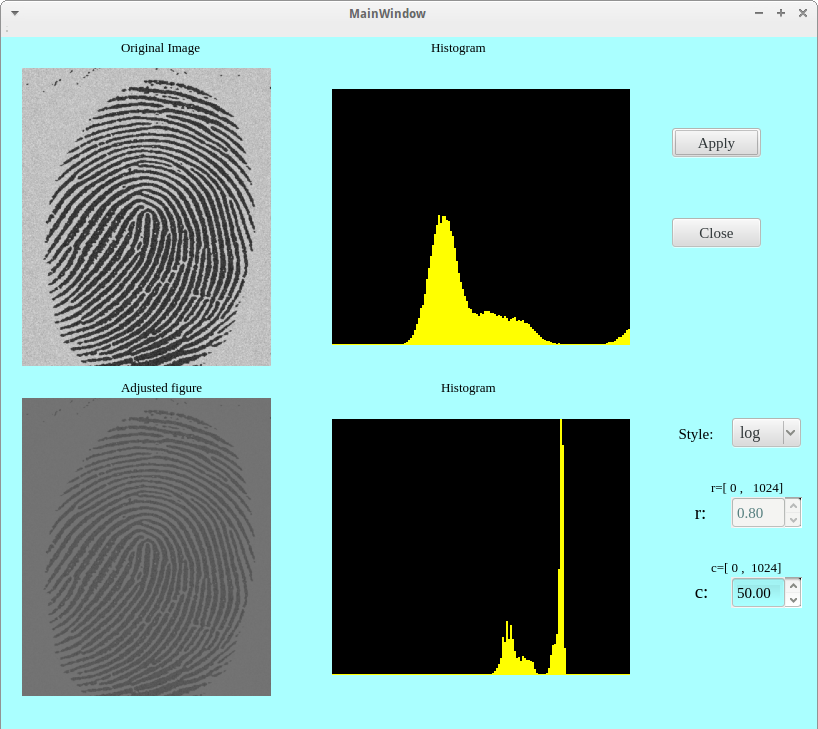 MainWindow
Original Image
Histogram
Apply
Close
Adjusted figure
Histogram
Style: log
r=[ 0 , 1024]
r: 0.80
c=[ 0 , 1024]
c: 50.00